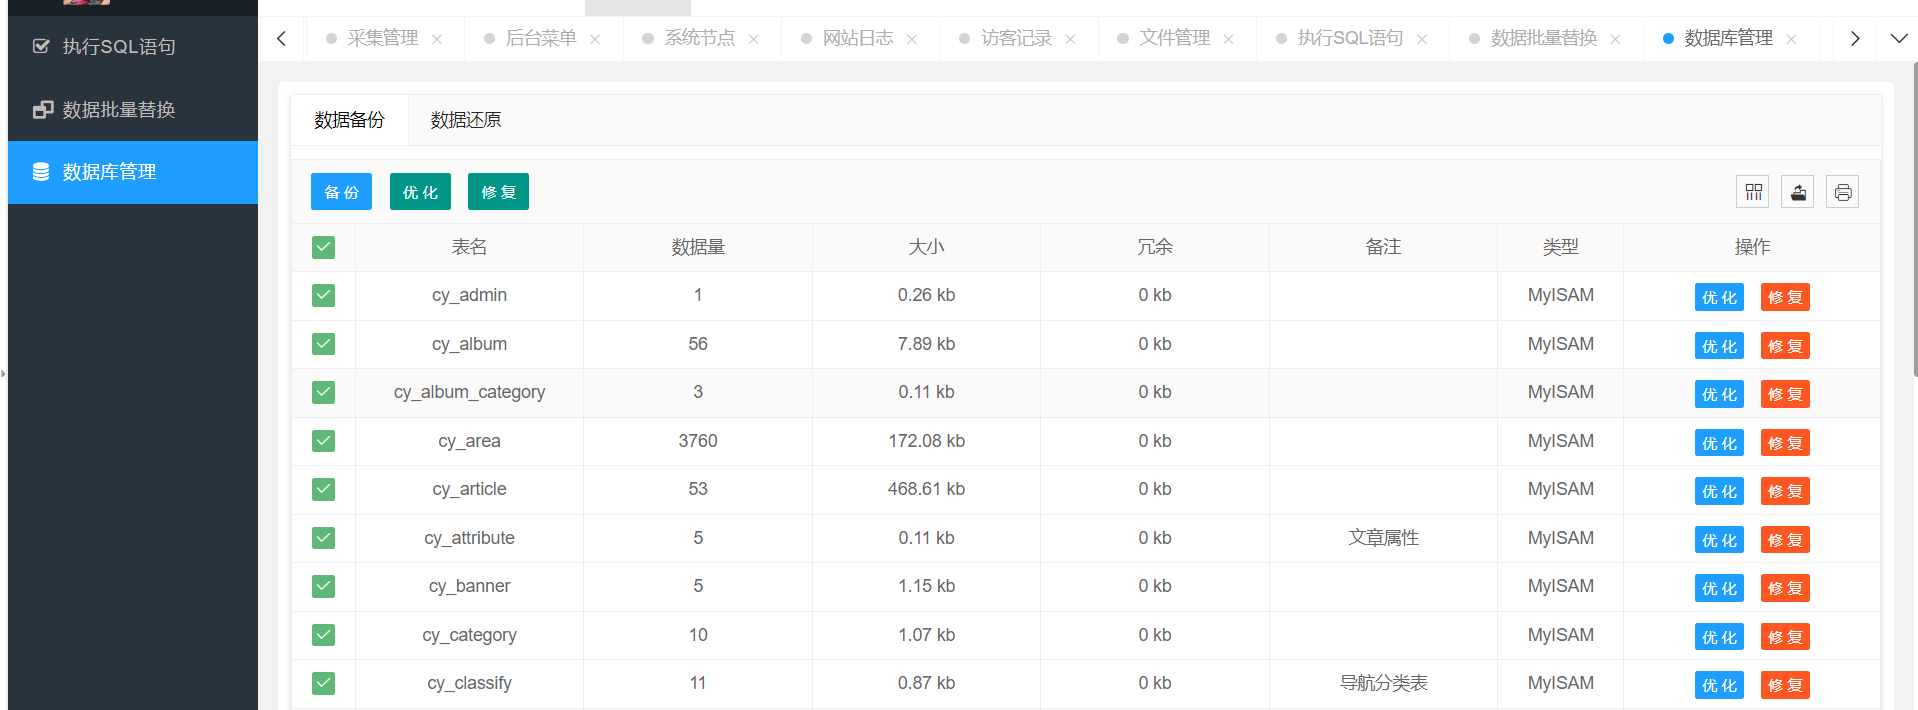 执行SQL语句
数据批量替换
数据库管理
采集管理 后台菜单 系统节点 网站日志 访客记录 文件管理 执行SQL语句 数据批量替换 数据库管理
数据备份 数据还原
备份 优化 修复
表名 数据量 大小 冗余 备注 类型 操作
cy_admin 1 0.26 kb 0 kb MyISAM 优化 修复
cy_album 56 7.89 kb 0 kb MyISAM 优化 修复
cy_album_category 3 0.11 kb 0 kb MyISAM 优化 修复
cy_area 3760 172.08 kb 0 kb MyISAM 优化 修复
cy_article 53 468.61 kb 0 kb MyISAM 优化 修复
cy_attribute 5 0.11 kb 0 kb 文章属性 MyISAM 优化 修复
cy_banner 5 1.15 kb 0 kb MyISAM 优化 修复
cy_category 10 1.07 kb 0 kb MyISAM 优化 修复
cy_classify 11 0.87 kb 0 kb 导航分类表 MyISAM 优化 修复